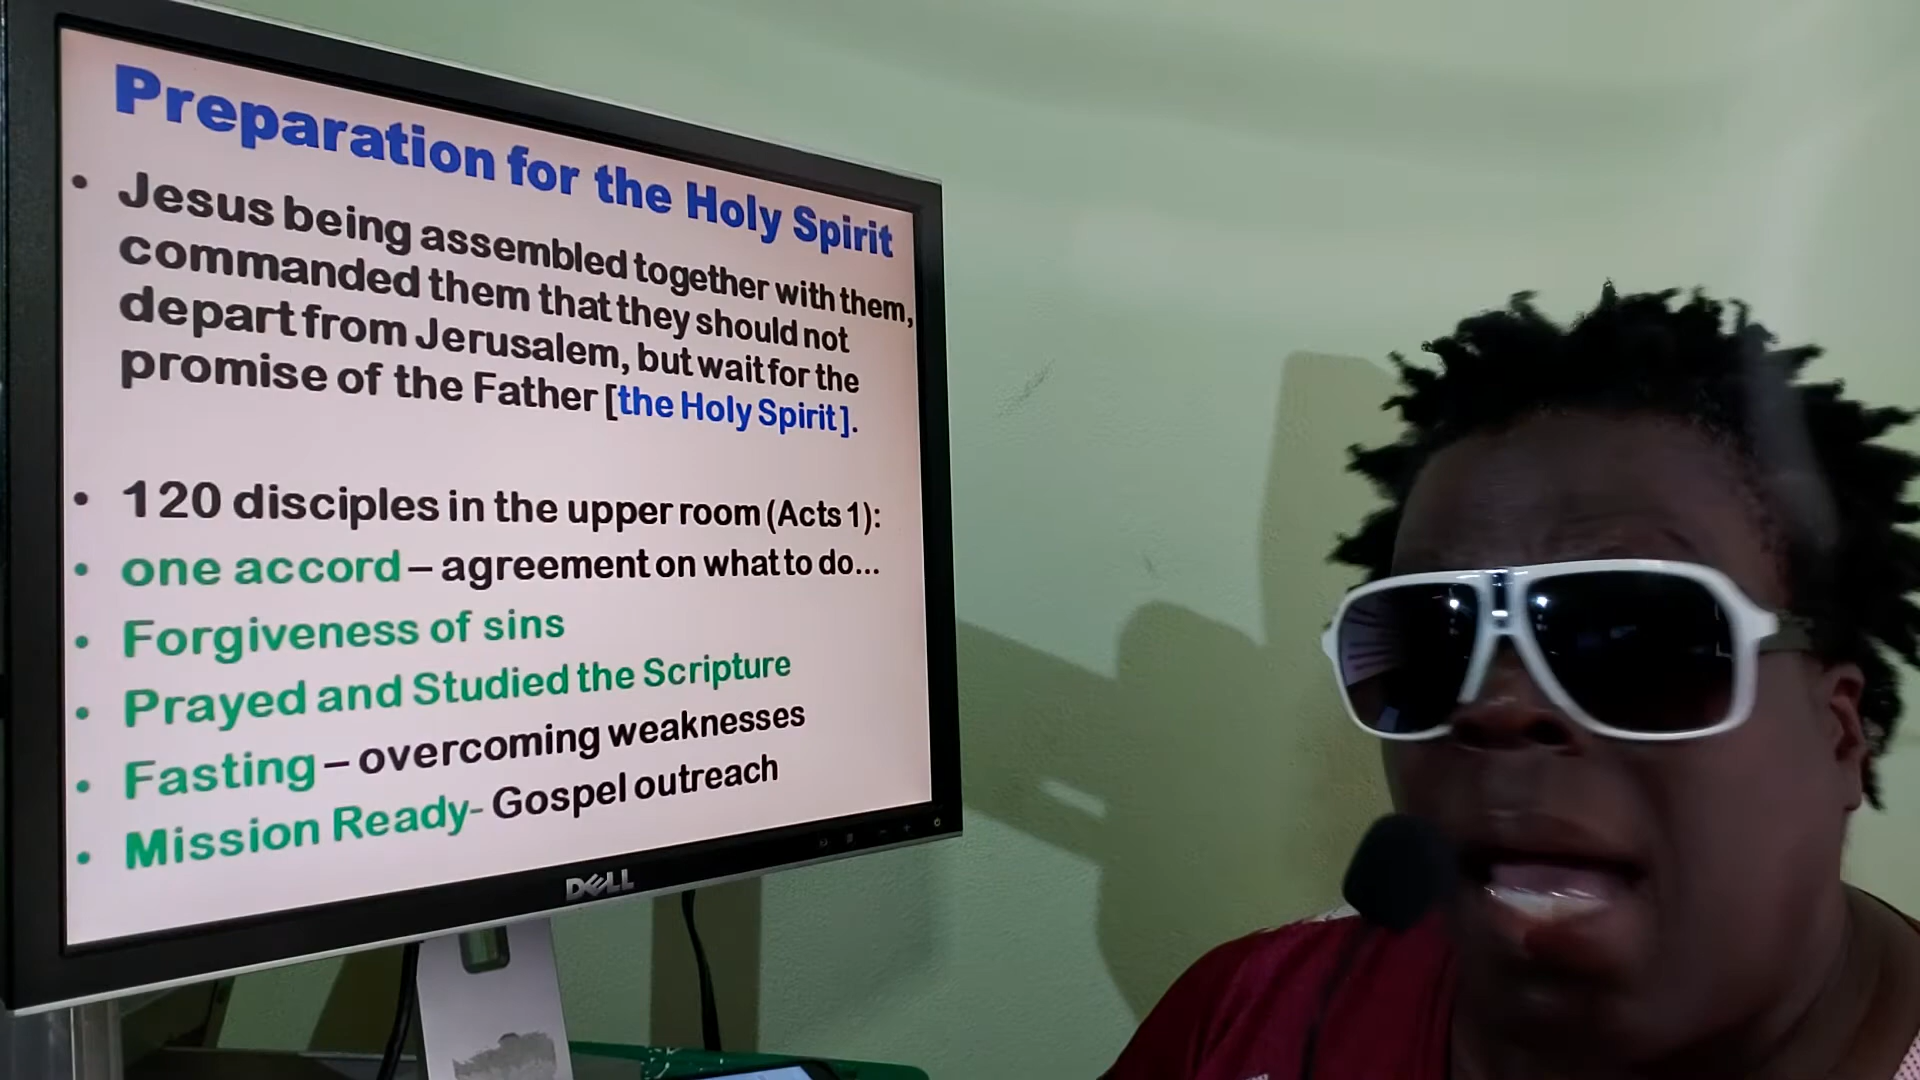 Preparation for the Holy Spirit
• Jesus being assembled together with them,
commanded them that they should not
depart from Jerusalem, but wait for the
promise of the Father [the Holy Spirit].
• 120 disciples in the upper room (Acts 1):
• one accord – agreement on what to do...
• Forgiveness of sins
• Prayed and Studied the Scripture
• Fasting – overcoming weaknesses
• Mission Ready- Gospel outreach
DELL